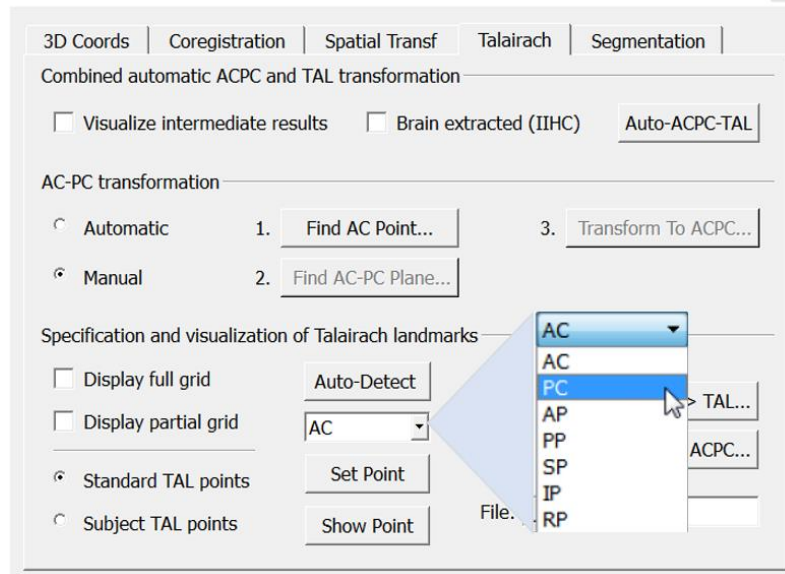 3D Coords Coregistration Spatial Transf Talairach Segmentation
Combined automatic ACPC and TAL transformation
Visualize intermediate results Brain extracted (IIHC) Auto-ACPC-TAL
AC-PC transformation
Automatic 1. Find AC Point... 3. Transform To ACPC...
Manual 2. Find AC-PC Plane...
Specification and visualization of Talairach landmarks
AC
AC
Display full grid Auto-Detect PC
> TAL...
Display partial grid AC AP
PP ACPC...
Standard TAL points Set Point SP
IP
Subject TAL points Show Point File: RP